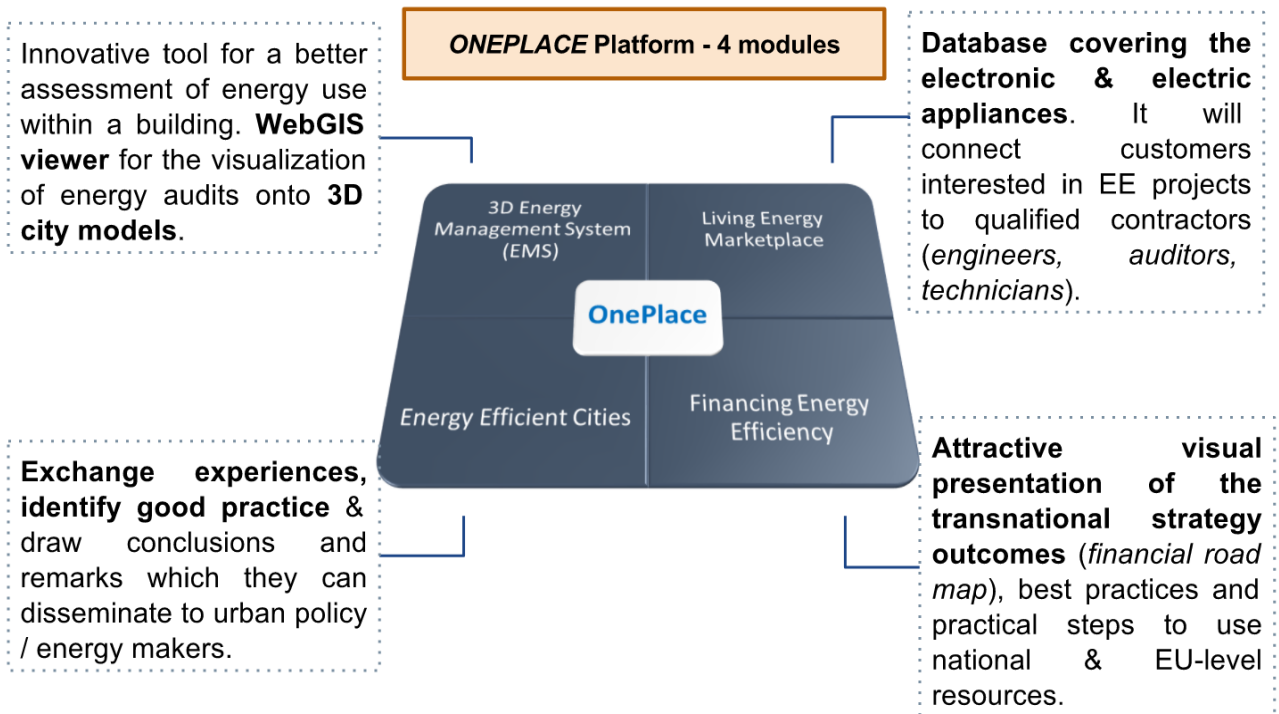 ONEPLACE Platform - 4 modules
Innovative tool for a better
assessment of energy use
within a building. WebGIS
viewer for the visualization
of energy audits onto 3D
city models.
Database covering the
electronic & electric
appliances. It will
connect customers
interested in EE projects
to qualified contractors
(engineers, auditors,
technicians).
3D Energy
Management System
(EMS)
Living Energy
Marketplace
OnePlace
Energy Efficient Cities
Financing Energy
Efficiency
Exchange experiences,
identify good practice &
draw conclusions and
remarks which they can
disseminate to urban policy
/ energy makers.
Attractive visual
presentation of the
transnational strategy
outcomes (financial road
map), best practices and
practical steps to use
national & EU-level
resources.